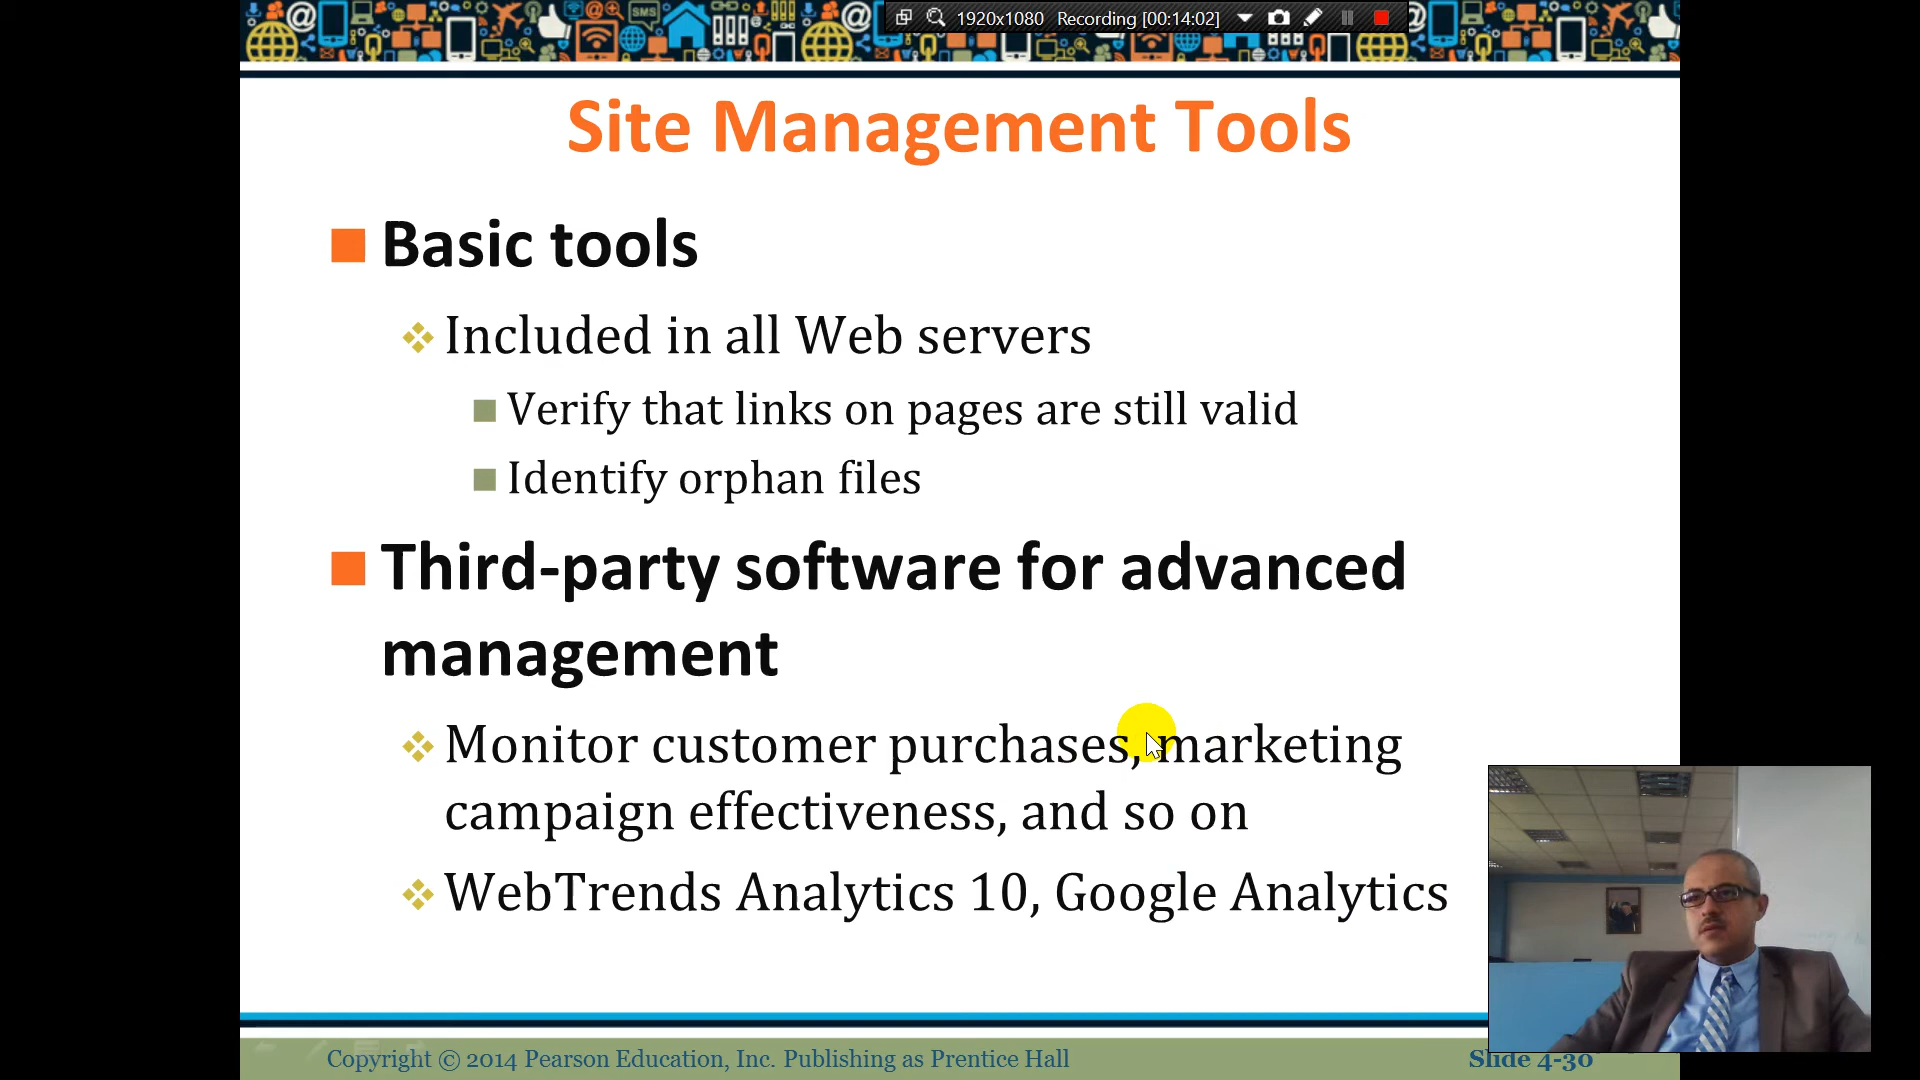 1920x1080 Recording [00:14:02]
SMS
Site Management Tools
Basic tools
Included in all Web servers
Verify that links on pages are still valid
Identify orphan files
Third-party software for advanced
management
Monitor customer purchases, marketing
campaign effectiveness, and so on
WebTrends Analytics 10, Google Analytics
Copyright © 2014 Pearson Education, Inc. Publishing as Prentice Hall
Slide 4-30